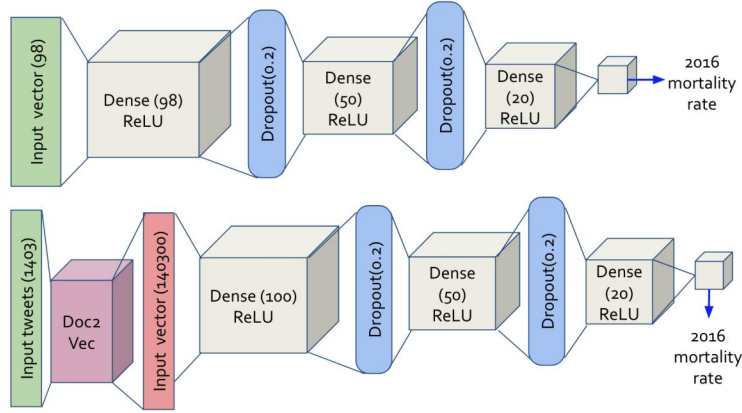 Input vector (98)
Dense (98)
ReLU
Dropout(0.2)
Dense
(50)
ReLU
Dropout(0.2)
Dense
(20)
ReLU
2016
mortality
rate
Input tweets (1403)
Doc2
Vec
Input vector (140300)
Dense (100)
ReLU
Dropout(0.2)
Dense
(50)
ReLU
Dropout(0.2)
Dense
(20)
ReLU
2016
mortality
rate